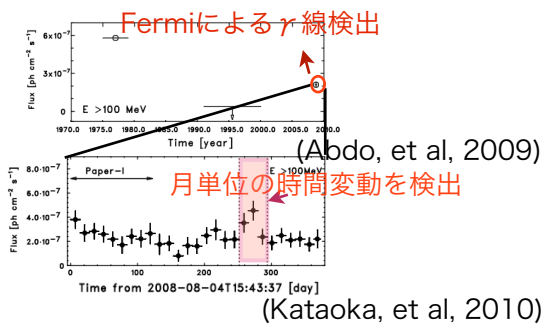 Fermiによるγ線検出
Flux [ph cm⁻² s⁻¹]
6×10⁻⁷
3×10⁻⁷
0
E >100 MeV
1970.0 1975.0 1980.0 1985.0 1990.0 1995.0 2000.0 2005.0 2010.0
Time [year]
(Abdo, et al, 2009)
Flux [ph cm⁻² s⁻¹]
8.0·10⁻⁷
6.0·10⁻⁷
4.0·10⁻⁷
2.0·10⁻⁷
0
Paper-I
E >100MeV
月単位の時間変動を検出
0 100 200 300
Time from 2008-08-04T15:43:37 [day]
(Kataoka, et al, 2010)